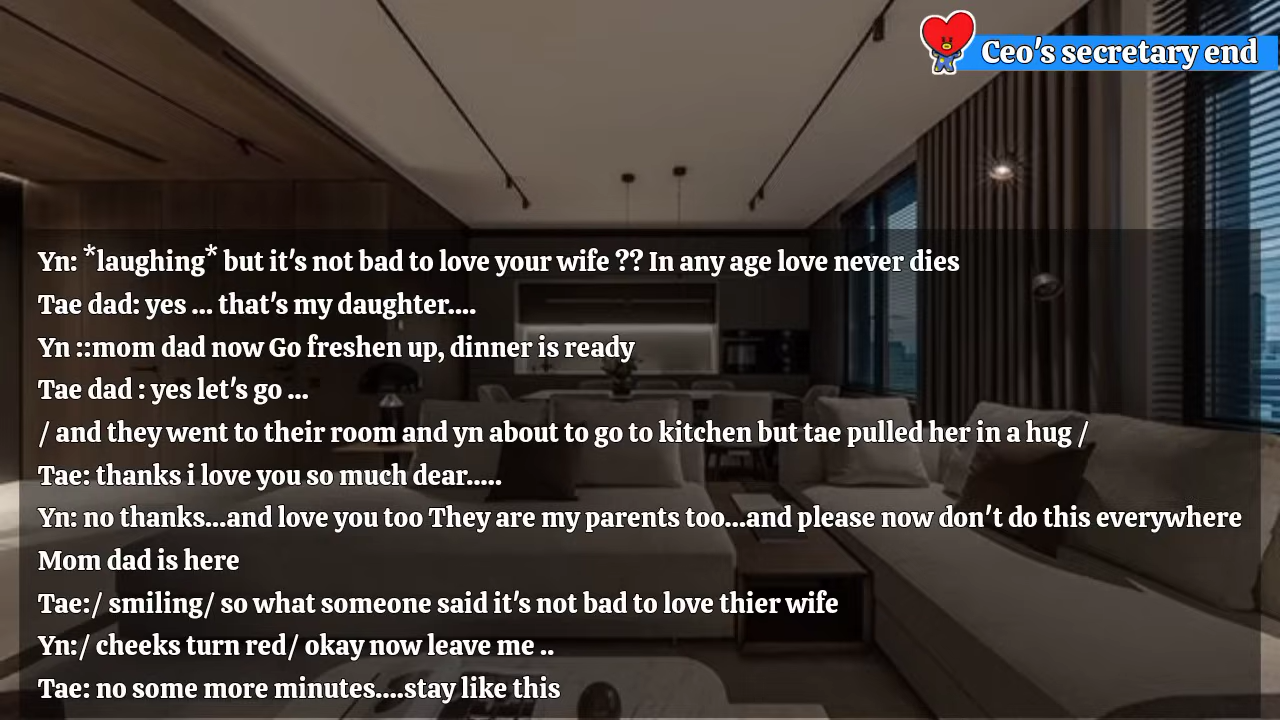 Ceo's secretary end
Yn: *laughing* but it's not bad to love your wife ?? In any age love never dies
Tae dad: yes ... that's my daughter....
Yn ::mom dad now Go freshen up, dinner is ready
Tae dad : yes let's go ...
/ and they went to their room and yn about to go to kitchen but tae pulled her in a hug /
Tae: thanks i love you so much dear.....
Yn: no thanks...and love you too They are my parents too...and please now don't do this everywhere
Mom dad is here
Tae:/ smiling/ so what someone said it's not bad to love thier wife
Yn:/ cheeks turn red/ okay now leave me ..
Tae: no some more minutes....stay like this